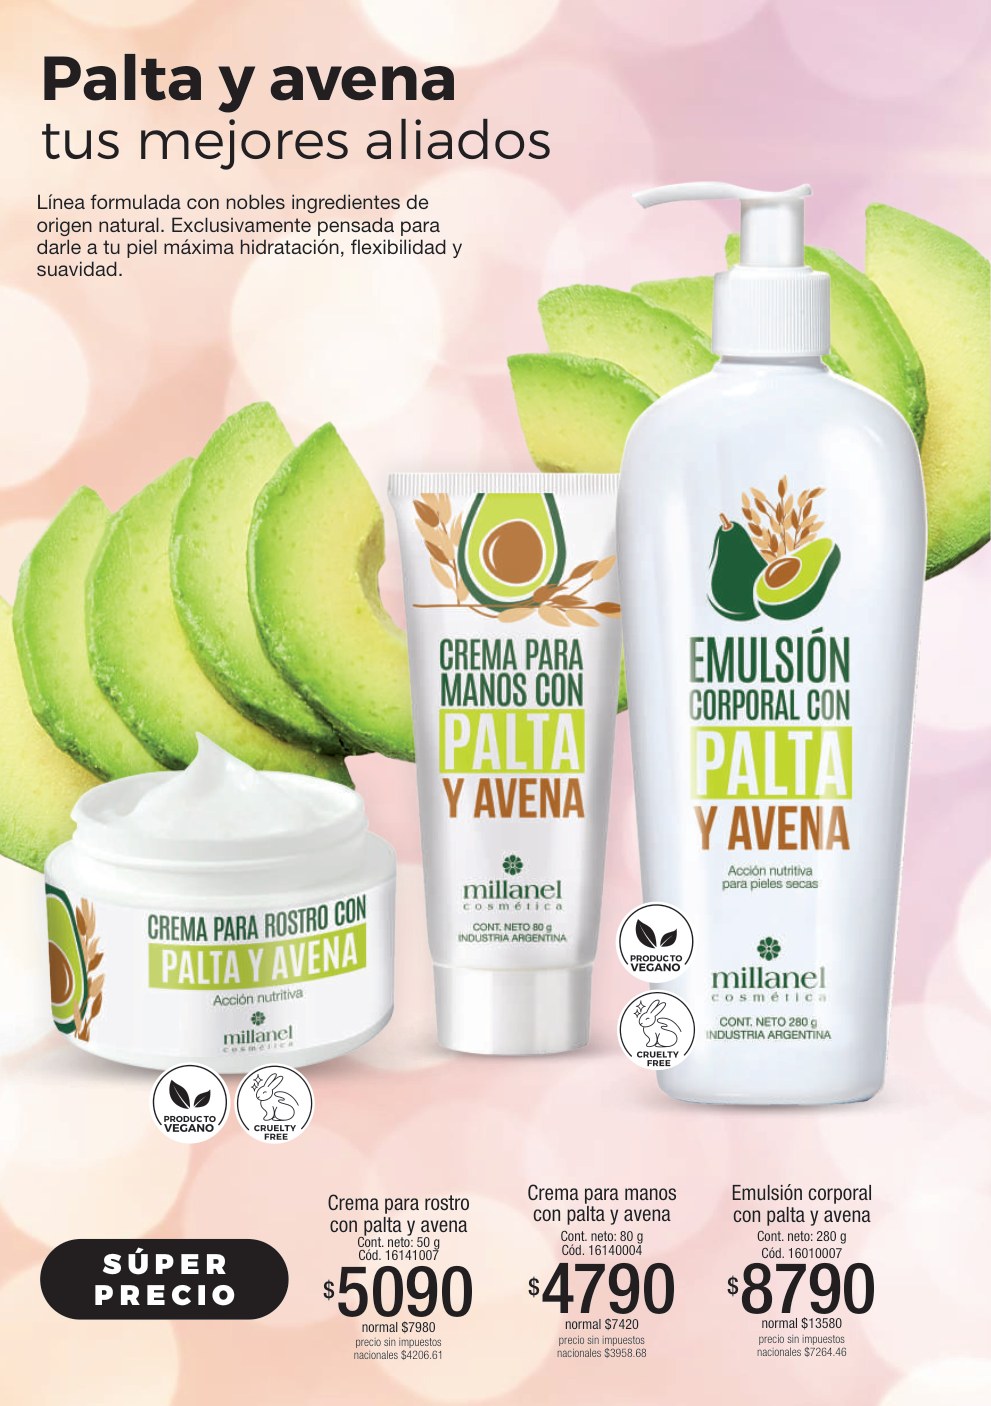 Palta y avena
tus mejores aliados
Línea formulada con nobles ingredientes de
origen natural. Exclusivamente pensada para
darle a tu piel máxima hidratación, flexibilidad y
suavidad.
CREMA PARA ROSTRO CON
PALTA Y AVENA
Acción nutritiva
millanel
cosmética
PRODUCTO
VEGANO
CRUELTY
FREE
CREMA PARA
MANOS CON
PALTA
Y AVENA
millanel
cosmética
CONT. NETO 80 g
INDUSTRIA ARGENTINA
EMULSIÓN
CORPORAL CON
PALTA
Y AVENA
Acción nutritiva
para pieles secas
millanel
cosmética
CONT. NETO 280 g
INDUSTRIA ARGENTINA
PRODUCTO
VEGANO
CRUELTY
FREE
SÚPER
PRECIO
Crema para rostro
con palta y avena
Cont. neto: 50 g
Cód. 16141007
$5090
normal $7980
precio sin impuestos
nacionales $4206.61
Crema para manos
con palta y avena
Cont. neto: 80 g
Cód. 16140004
$4790
normal $7420
precio sin impuestos
nacionales $3958.68
Emulsión corporal
con palta y avena
Cont. neto: 280 g
Cód. 16010007
$8790
normal $13580
precio sin impuestos
nacionales $7264.46